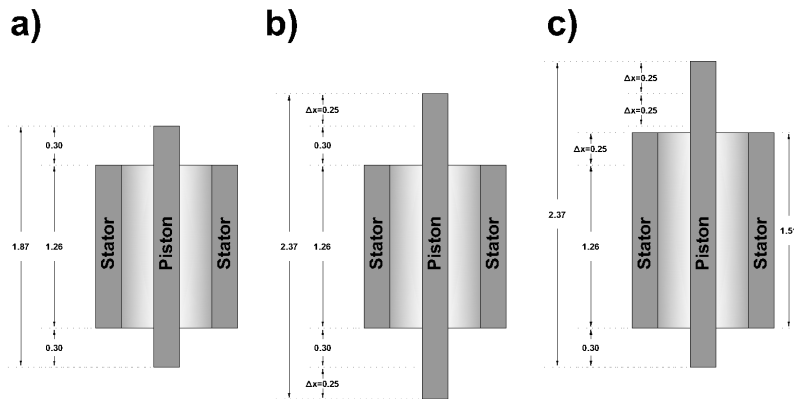 a)
b)
c)
Δx=0.25
0.30
1.87
1.26
Stator
Piston
Stator
0.30
Δx=0.25
0.30
2.37
1.26
Stator
Piston
Stator
0.30
Δx=0.25
Δx=0.25
Δx=0.25
2.37
1.26
Stator
Piston
Stator
0.30